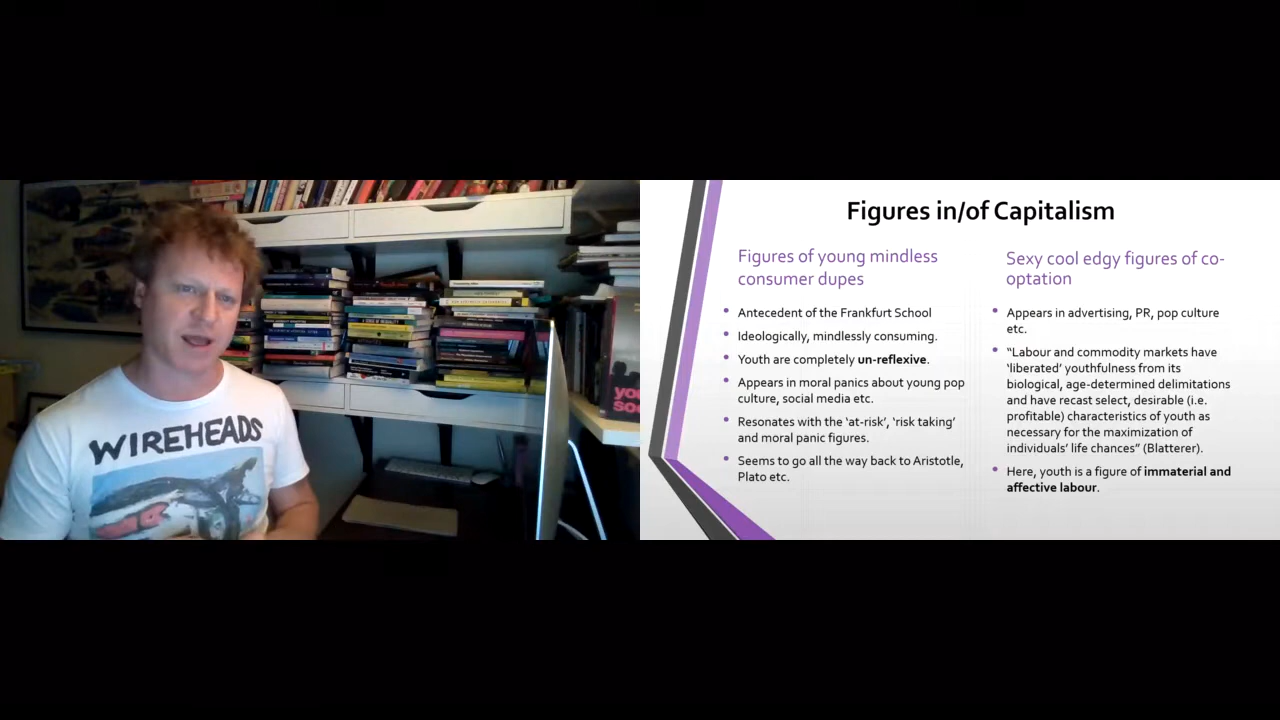 WIREHEADS
Figures in/of Capitalism
Figures of young mindless
consumer dupes
Antecedent of the Frankfurt School
Ideologically, mindlessly consuming.
Youth are completely un-reflexive.
Appears in moral panics about young pop
culture, social media etc.
Resonates with the ‘at-risk’, ‘risk taking’
and moral panic figures.
Seems to go all the way back to Aristotle,
Plato etc.
Sexy cool edgy figures of co-
optation
Appears in advertising, PR, pop culture
etc.
“Labour and commodity markets have
‘liberated’ youthfulness from its
biological, age-determined delimitations
and have recast select, desirable (i.e.
profitable) characteristics of youth as
necessary for the maximization of
individuals’ life chances” (Blatterer).
Here, youth is a figure of immaterial and
affective labour.